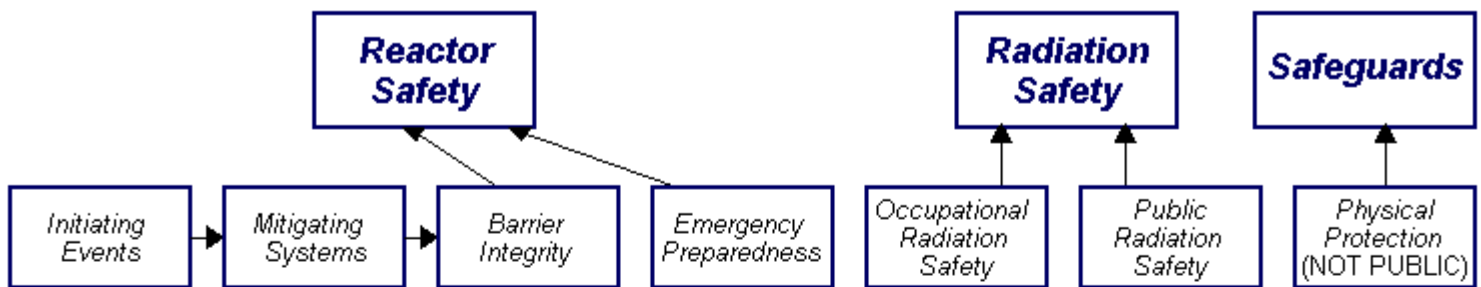 Reactor
Safety
Radiation
Safety
Safeguards
Initiating
Events
Mitigating
Systems
Barrier
Integrity
Emergency
Preparedness
Occupational
Radiation
Safety
Public
Radiation
Safety
Physical
Protection
(NOT PUBLIC)